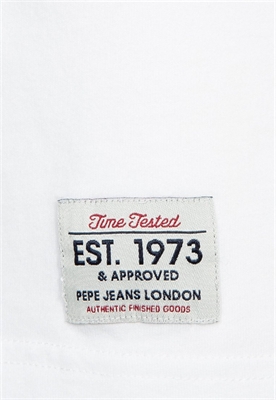 Time Tested
EST. 1973
& APPROVED
PEPE JEANS LONDON
AUTHENTIC FINISHED GOODS